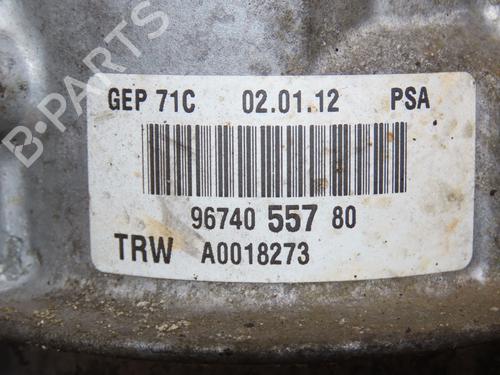 B-PARTS
GEP 71C 02.01.12 PSA
96740 557 80
TRW A0018273